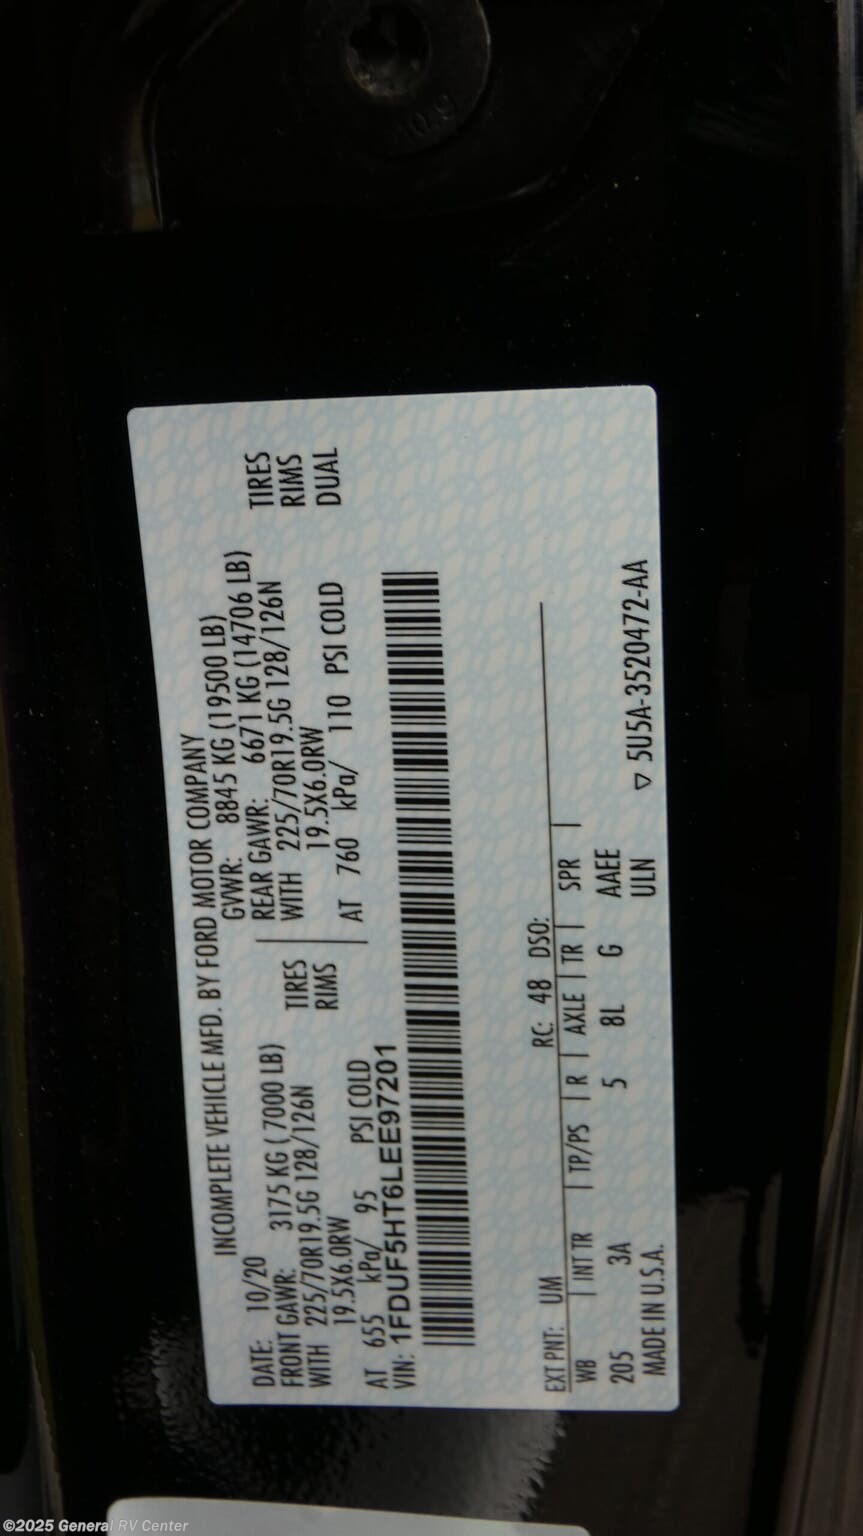 INCOMPLETE VEHICLE MFD. BY FORD MOTOR COMPANY
DATE: 10/20 GVWR: 8845 KG (19500 LB)
FRONT GAWR: 3175 KG ( 7000 LB) REAR GAWR: 6671 KG (14706 LB)
WITH 225/70R19.5G 128/126N TIRES WITH 225/70R19.5G 128/126N TIRES
19.5X6.0RW RIMS 19.5X6.0RW RIMS
AT 655 kPa/ 95 PSI COLD AT 760 kPa/ 110 PSI COLD DUAL
VIN: 1FDUF5HT6LEE97201
EXT PNT: UM RC: 48 DSO:
WB INT TR TP/PS R AXLE TR SPR
205 3A 5 8L G AAEE
MADE IN U.S.A. ULN ▽ 5U5A-3520472-AA
©2025 General RV Center